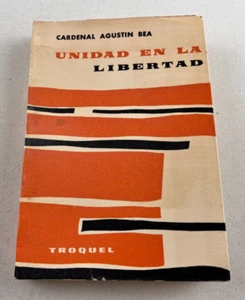 CARDENAL AGUSTIN BEA
UNIDAD EN LA
LIBERTAD
TROQUEL